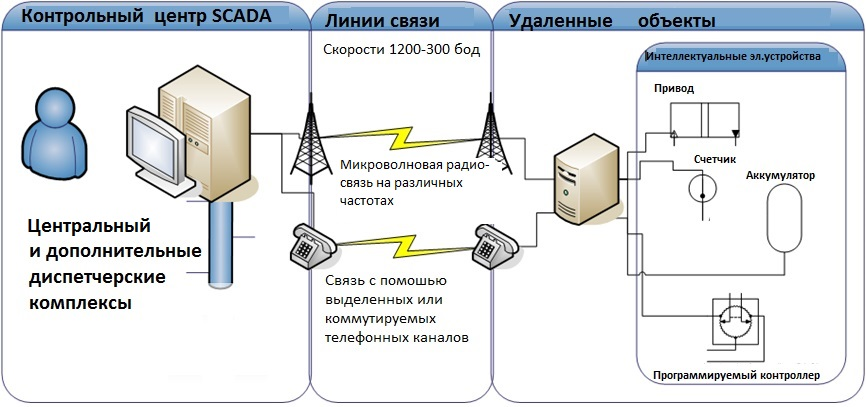 Контрольный центр SCADA
Центральный
и дополнительные
диспетчерские
комплексы
Линии связи
Скорости 1200-300 бод
Микроволновая радио-
связь на различных
частотах
Связь с помошью
выделенных или
коммутируемых
телефонных каналов
Удаленные объекты
Интеллектуальные эл.устройства
Привод
Счетчик
Аккумулятор
Программируемый контроллер